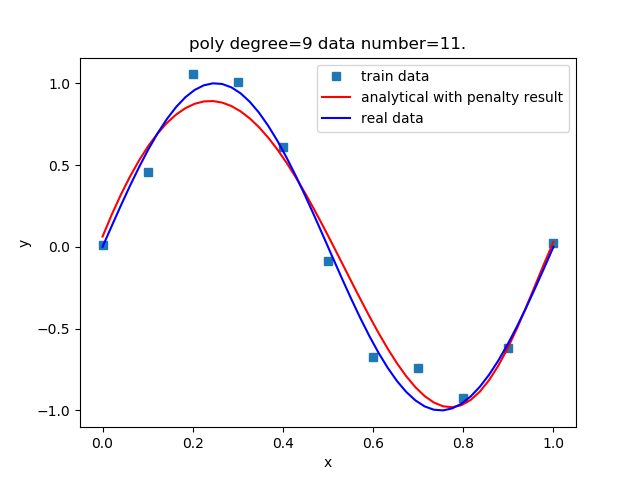 poly degree=9 data number=11.
train data
analytical with penalty result
real data
1.0
0.5
0.0
−0.5
−1.0
y
0.0 0.2 0.4 0.6 0.8 1.0
x